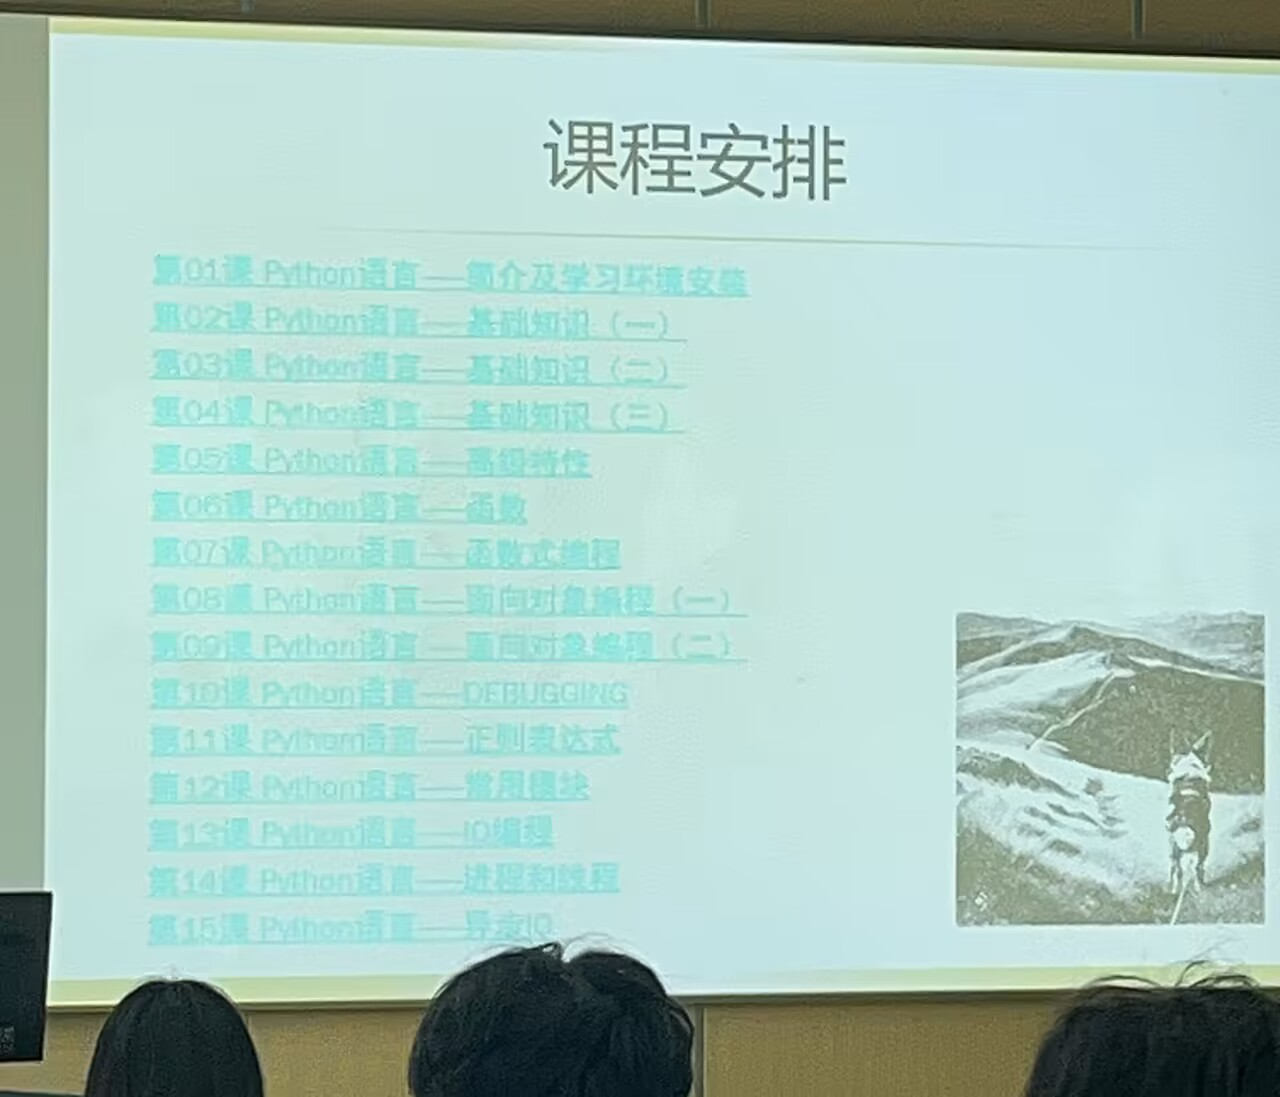 课程安排
第01课 Python语言——简介及学习环境安装
第02课 Python语言——基础知识（一）
第03课 Python语言——基础知识（二）
第04课 Python语言——基础知识（三）
第05课 Python语言——高级特性
第06课 Python语言——函数
第07课 Python语言——函数式编程
第08课 Python语言——面向对象编程（一）
第09课 Python语言——面向对象编程（二）
第10课 Python语言——DEBUGGING
第11课 Python语言——正则表达式
第12课 Python语言——常用模块
第13课 Python语言——IO编程
第14课 Python语言——进程和线程
第15课 Python语言——异步IO